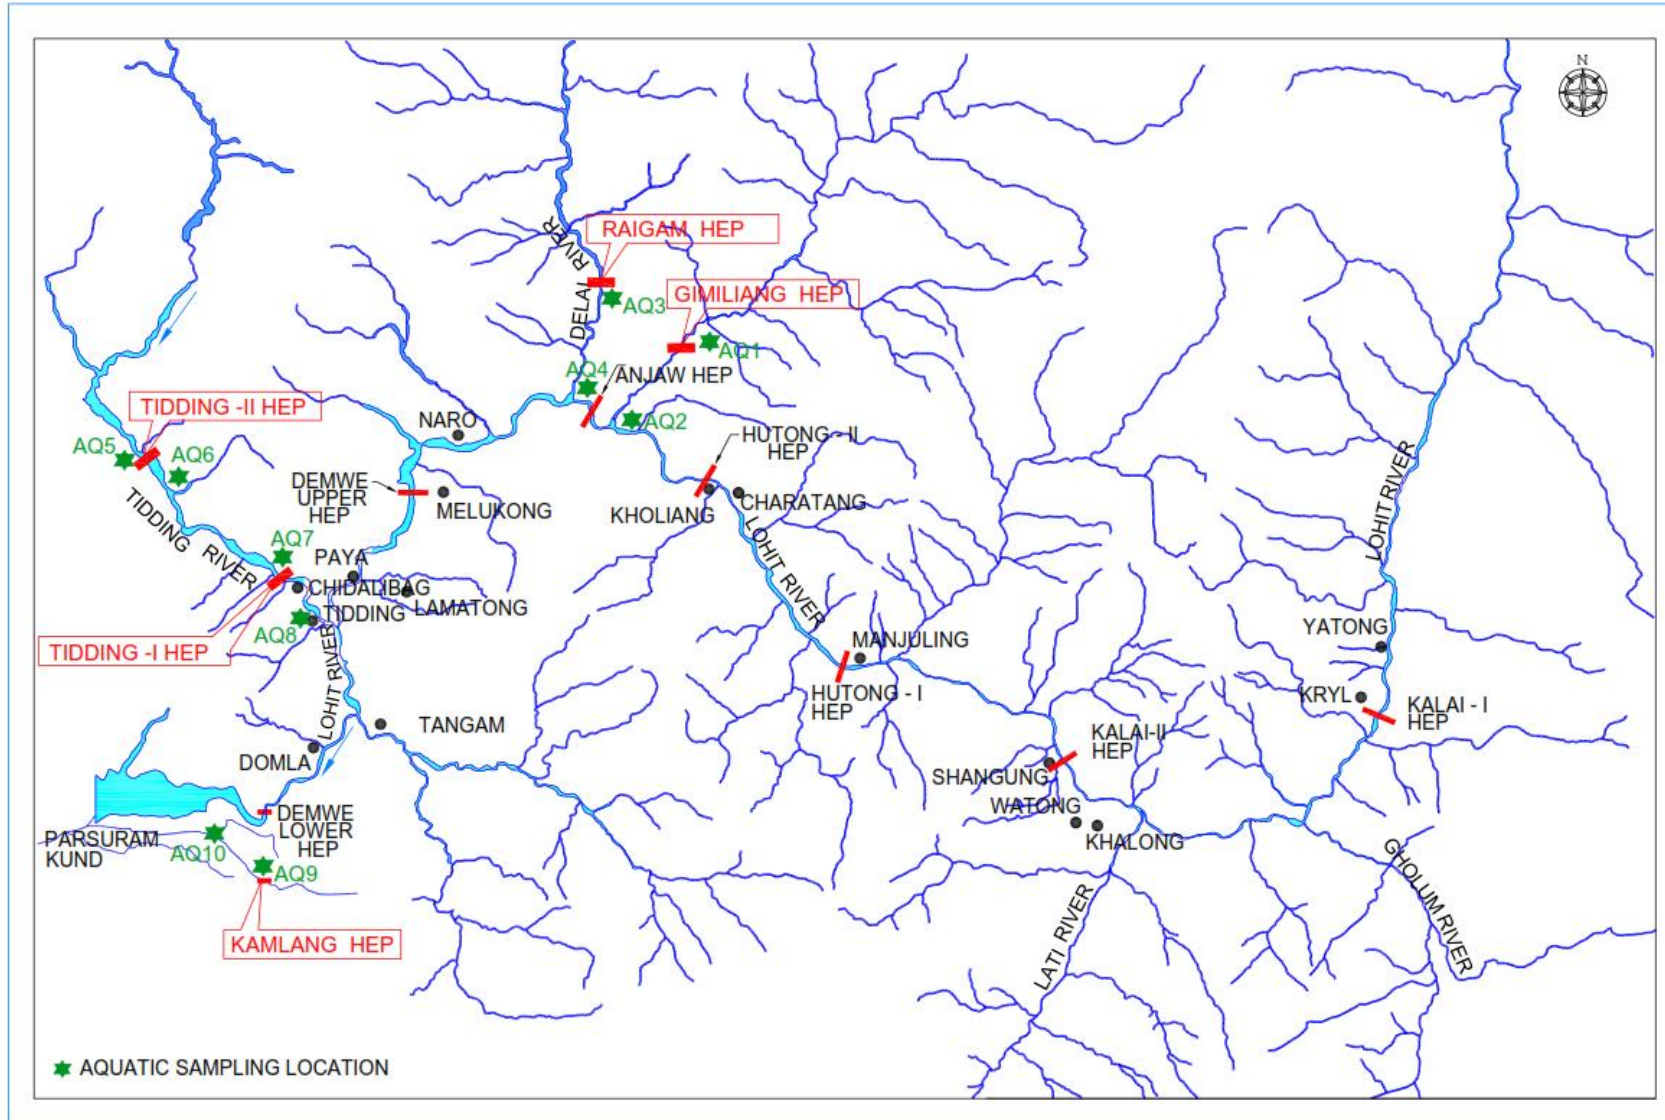 N
RAIGAM HEP
DELAI RIVER
GIMILIANG HEP
AQ3
AQ1
AQ4
ANJAW HEP
TIDDING -II HEP
NARO
AQ2
AQ5
AQ6
HUTONG - II
HEP
DEMWE
UPPER
HEP
MELUKONG
KHOLIANG
CHARATANG
LOHIT RIVER
LOHIT RIVER
TIDDING RIVER
AQ7
PAYA
CHIDALIBAG
LAMATONG
AQ8
TIDDING
TIDDING -I HEP
LOHIT RIVER
MANJULING
HUTONG - I
HEP
YATONG
KRYL
KALAI - I
HEP
TANGAM
DOMLA
KALAI-II
HEP
SHANGUNG
WATONG
KHALONG
DEMWE
LOWER
HEP
PARSURAM
KUND
AQ10
AQ9
GHOLUM RIVER
LATI RIVER
KAMLANG HEP
AQUATIC SAMPLING LOCATION